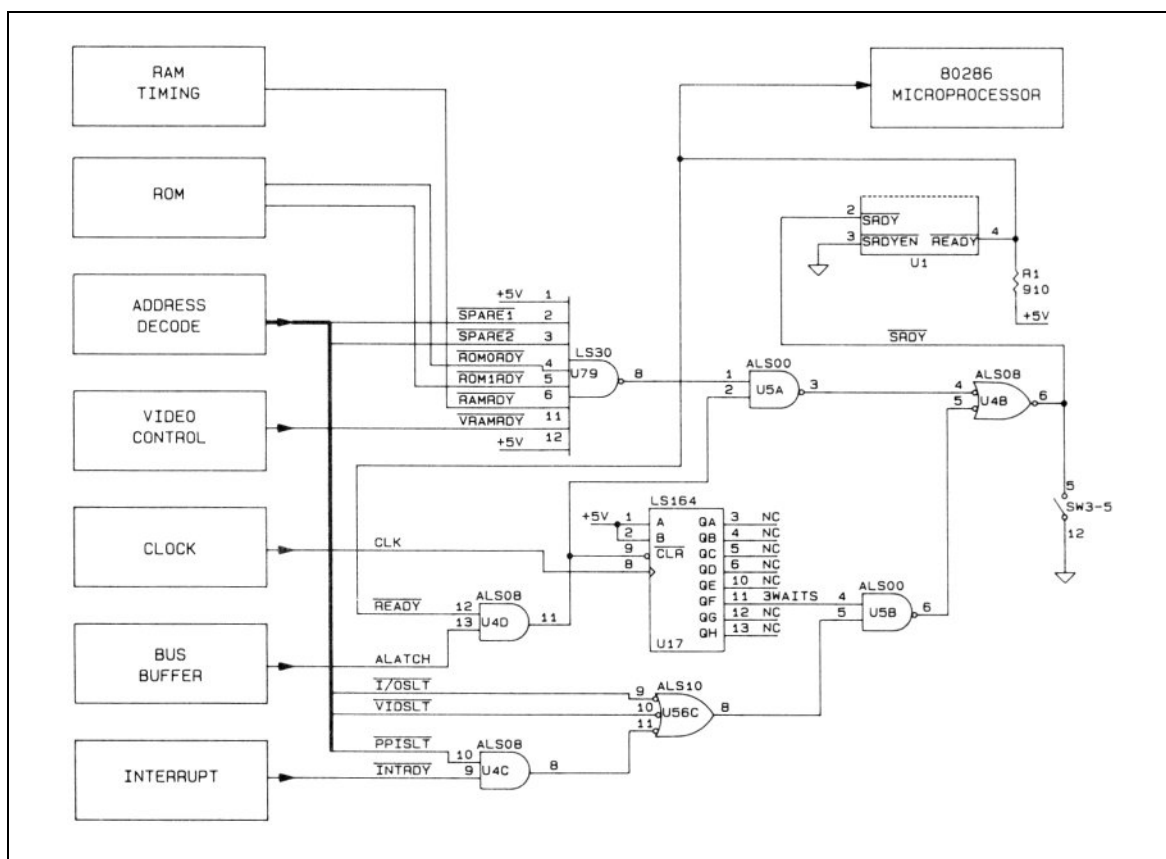 RAM
TIMING
80286
MICROPROCESSOR
ROM
2
SRDY
3
SRDYEN
READY
4
U1
R1
910
+5V
ADDRESS
DECODE
+5V
1
SPARE1
2
SPARE2
3
ROM0RDY
4
ROM1RDY
5
RAMRDY
6
VRAMRDY
11
+5V
12
LS30
U79
8
SRDY
ALS00
1
2
U5A
3
ALS08
4
5
U4B
6
VIDEO
CONTROL
5
SW3-5
12
LS164
+5V
1
A
QA
3
NC
2
B
QB
4
NC
9
CLR
QC
5
NC
8
QD
6
NC
QE
10
NC
QF
11
3WAITS
QG
12
NC
QH
13
NC
U17
CLOCK
CLK
ALS00
4
5
U5B
6
READY
12
13
ALS08
U4D
11
BUS
BUFFER
ALATCH
I/OSLT
9
VIDSLT
10
11
ALS10
U56C
8
PPISLT
10
INTRDY
9
ALS08
U4C
8
INTERRUPT